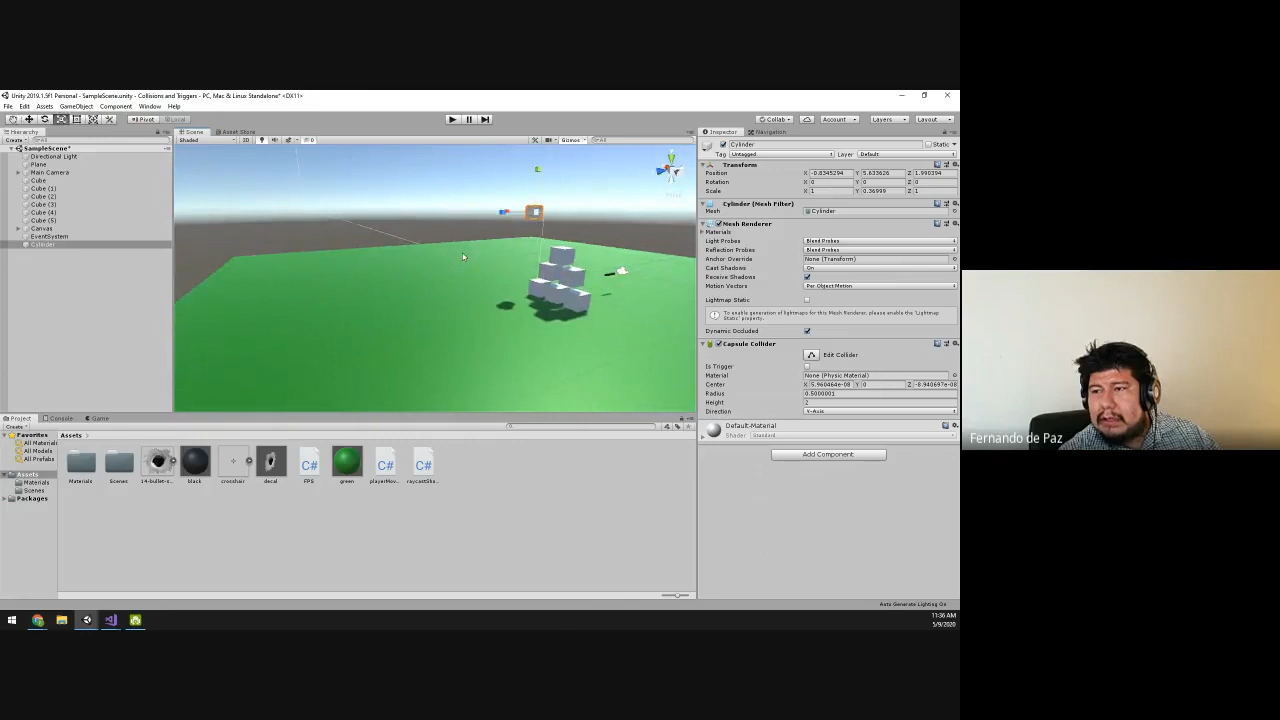 Unity 2019.1.5f1 Personal - SampleScene.unity - Collisions and Triggers - PC, Mac & Linux Standalone* <DX11>
File Edit Assets GameObject Component Window Help
Pivot Local Collab Account Layers Layout
Hierarchy
Create All
SampleScene*
Directional Light
Plane
Main Camera
Cube
Cube (1)
Cube (2)
Cube (3)
Cube (4)
Cube (5)
Canvas
EventSystem
Cylinder
Scene Asset Store
Shaded 2D 0 Gizmos All
Inspector Navigation
Cylinder Static
Tag Untagged Layer Default
Transform
Position X -0.8345294 Y 5.633626 Z 1.990394
Rotation X 0 Y 0 Z 0
Scale X 1 Y 0.36999 Z 1
Cylinder (Mesh Filter)
Mesh Cylinder
Mesh Renderer
Materials
Light Probes Blend Probes
Reflection Probes Blend Probes
Anchor Override None (Transform)
Cast Shadows On
Receive Shadows
Motion Vectors Per Object Motion
Lightmap Static
To enable generation of lightmaps for this Mesh Renderer, please enable the 'Lightmap
Static' property.
Dynamic Occluded
Capsule Collider
Edit Collider
Is Trigger
Material None (Physic Material)
Center X 5.960464e-08 Y 0 Z -8.940697e-08
Radius 0.5000001
Height 2
Direction Y-Axis
Default-Material
Shader Standard
Add Component
Project Console Game
Create
Favorites
All Material
All Models
All Prefabs
Assets
Materials
Scenes
Packages
Assets
Materials Scenes 14-bullet-s... black crosshair decal FPS green playerMov... raycastSho...
C# C# C#
Auto Generate Lighting On
11:36 AM
5/9/2020
Fernando de Paz